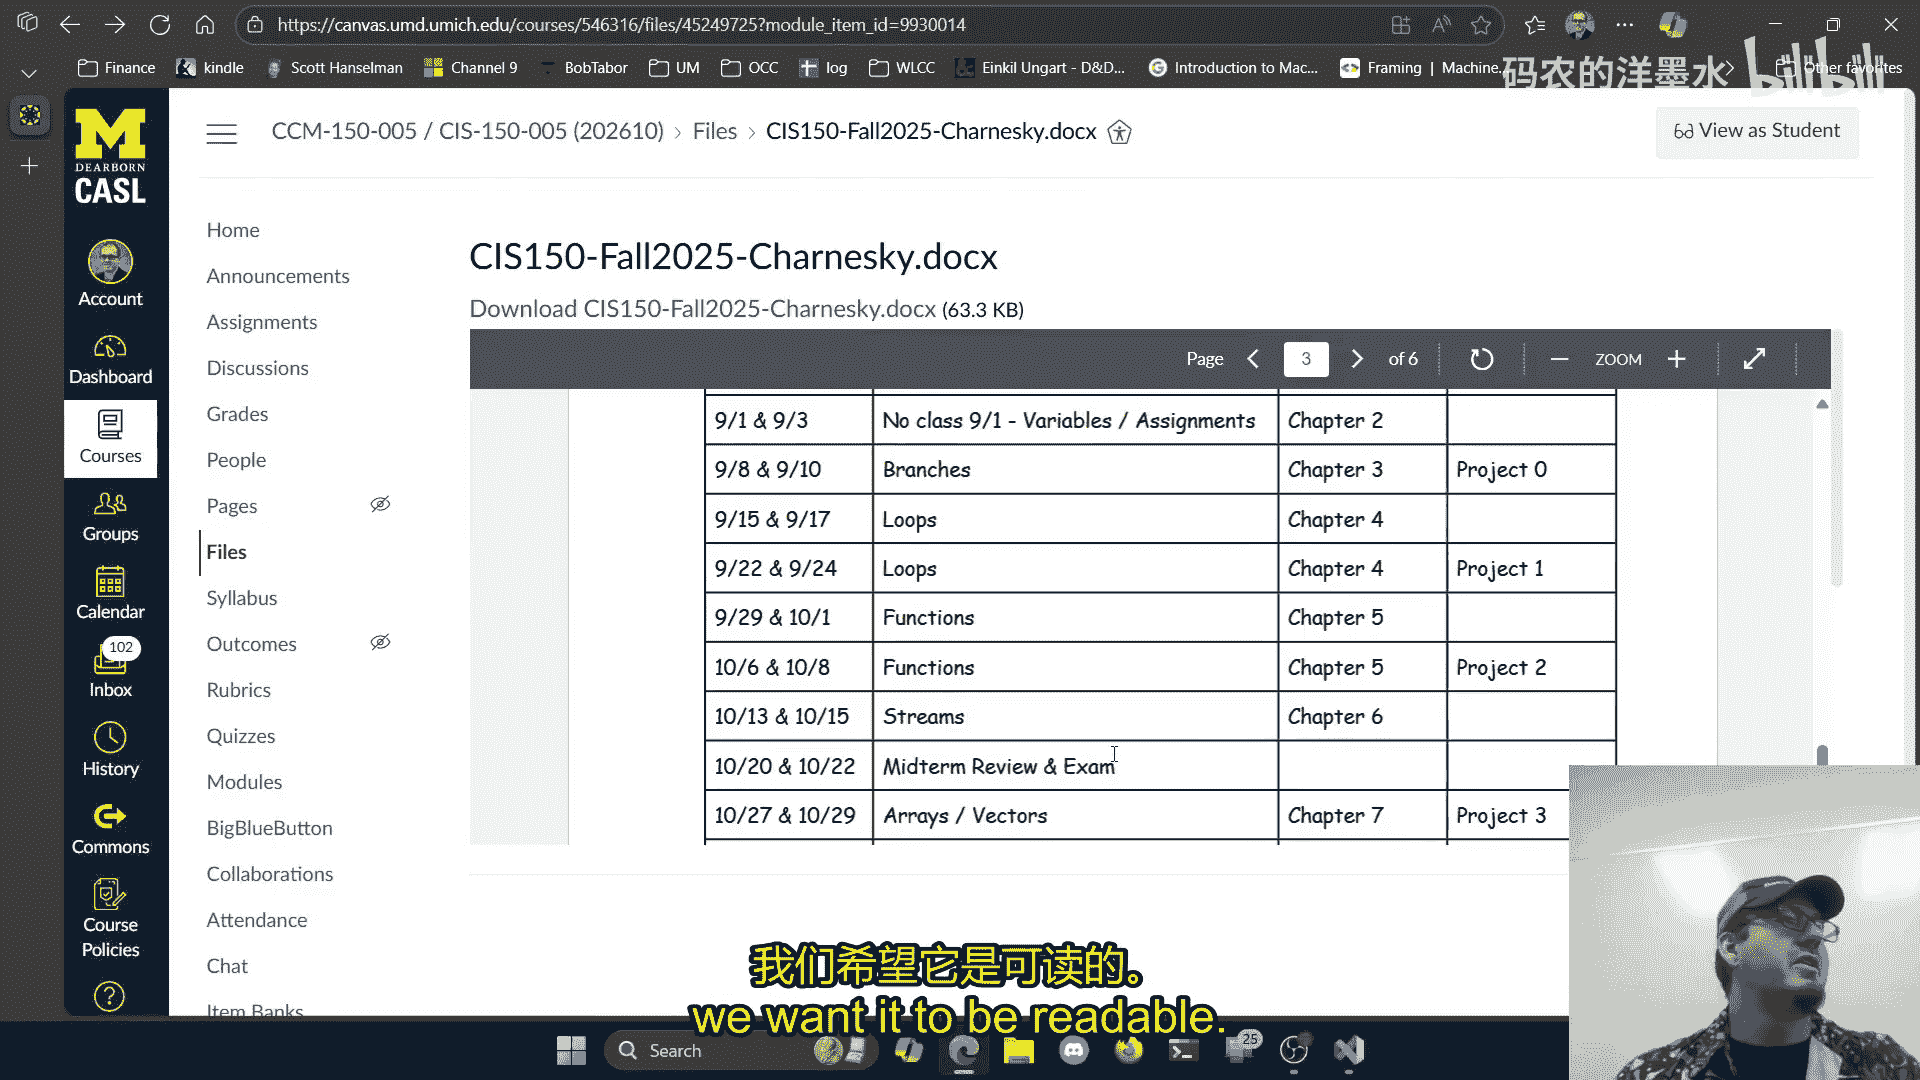 https://canvas.umd.umich.edu/courses/546316/files/45249725?module_item_id=9930014
Finance
kindle
Scott Hanselman
Channel 9
BobTabor
UM
OCC
log
WLCC
Einkil Ungart - D&D...
Introduction to Mac...
Framing | Machine...
Other favorites
码农的洋墨水
bilibili
M
DEARBORN
CASL
Account
Dashboard
Courses
Groups
Calendar
102
Inbox
History
Commons
Course
Policies
CCM-150-005 / CIS-150-005 (202610) › Files › CIS150-Fall2025-Charnesky.docx
View as Student
Home
Announcements
Assignments
Discussions
Grades
People
Pages
Files
Syllabus
Outcomes
Rubrics
Quizzes
Modules
BigBlueButton
Collaborations
Attendance
Chat
Item Banks
CIS150-Fall2025-Charnesky.docx
Download CIS150-Fall2025-Charnesky.docx (63.3 KB)
Page 3 of 6 ZOOM
9/1 & 9/3 No class 9/1 - Variables / Assignments Chapter 2
9/8 & 9/10 Branches Chapter 3 Project 0
9/15 & 9/17 Loops Chapter 4
9/22 & 9/24 Loops Chapter 4 Project 1
9/29 & 10/1 Functions Chapter 5
10/6 & 10/8 Functions Chapter 5 Project 2
10/13 & 10/15 Streams Chapter 6
10/20 & 10/22 Midterm Review & Exam
10/27 & 10/29 Arrays / Vectors Chapter 7 Project 3
我们希望它是可读的。
we want it to be readable.
Search
25